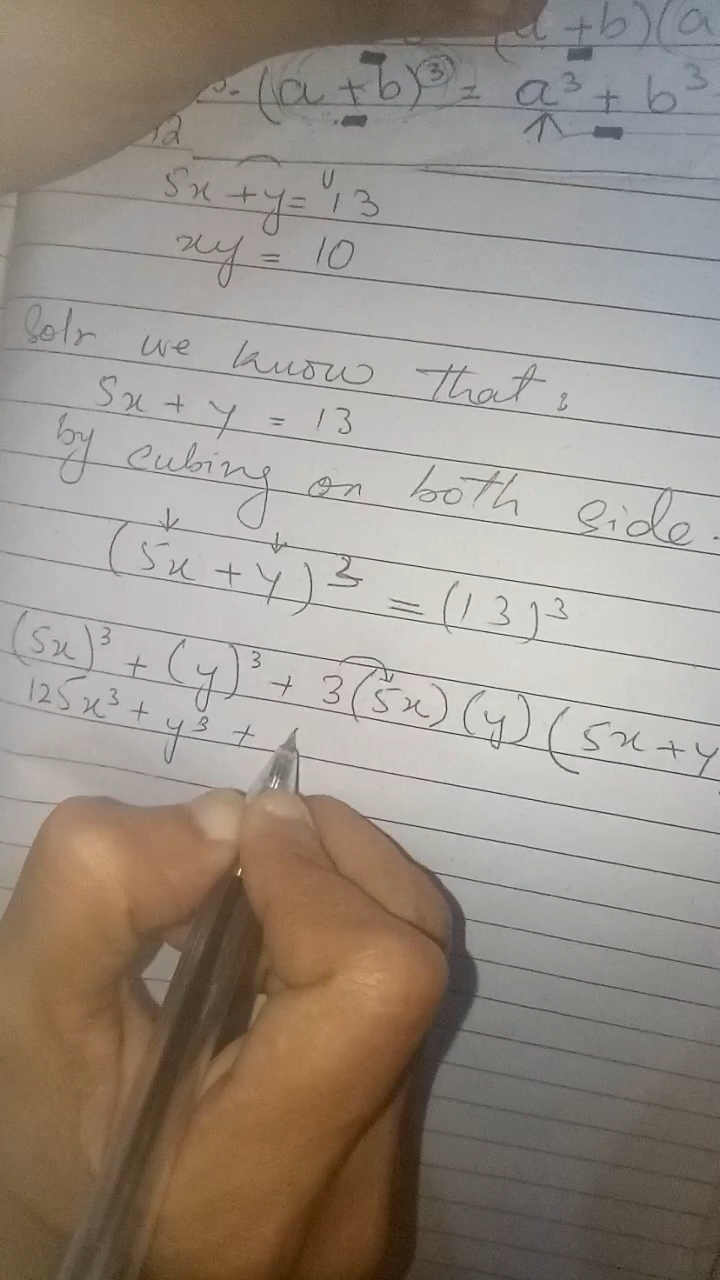 (a + b)(a
(a + b)³ = a³ + b³
12
5x + y = 13
xy = 10
Soln we know that :
5x + y = 13
by cubing on both side.
(5x + y)³ = (13)³
(5x)³ + (y)³ + 3(5x)(y)(5x + y
125x³ + y³ +